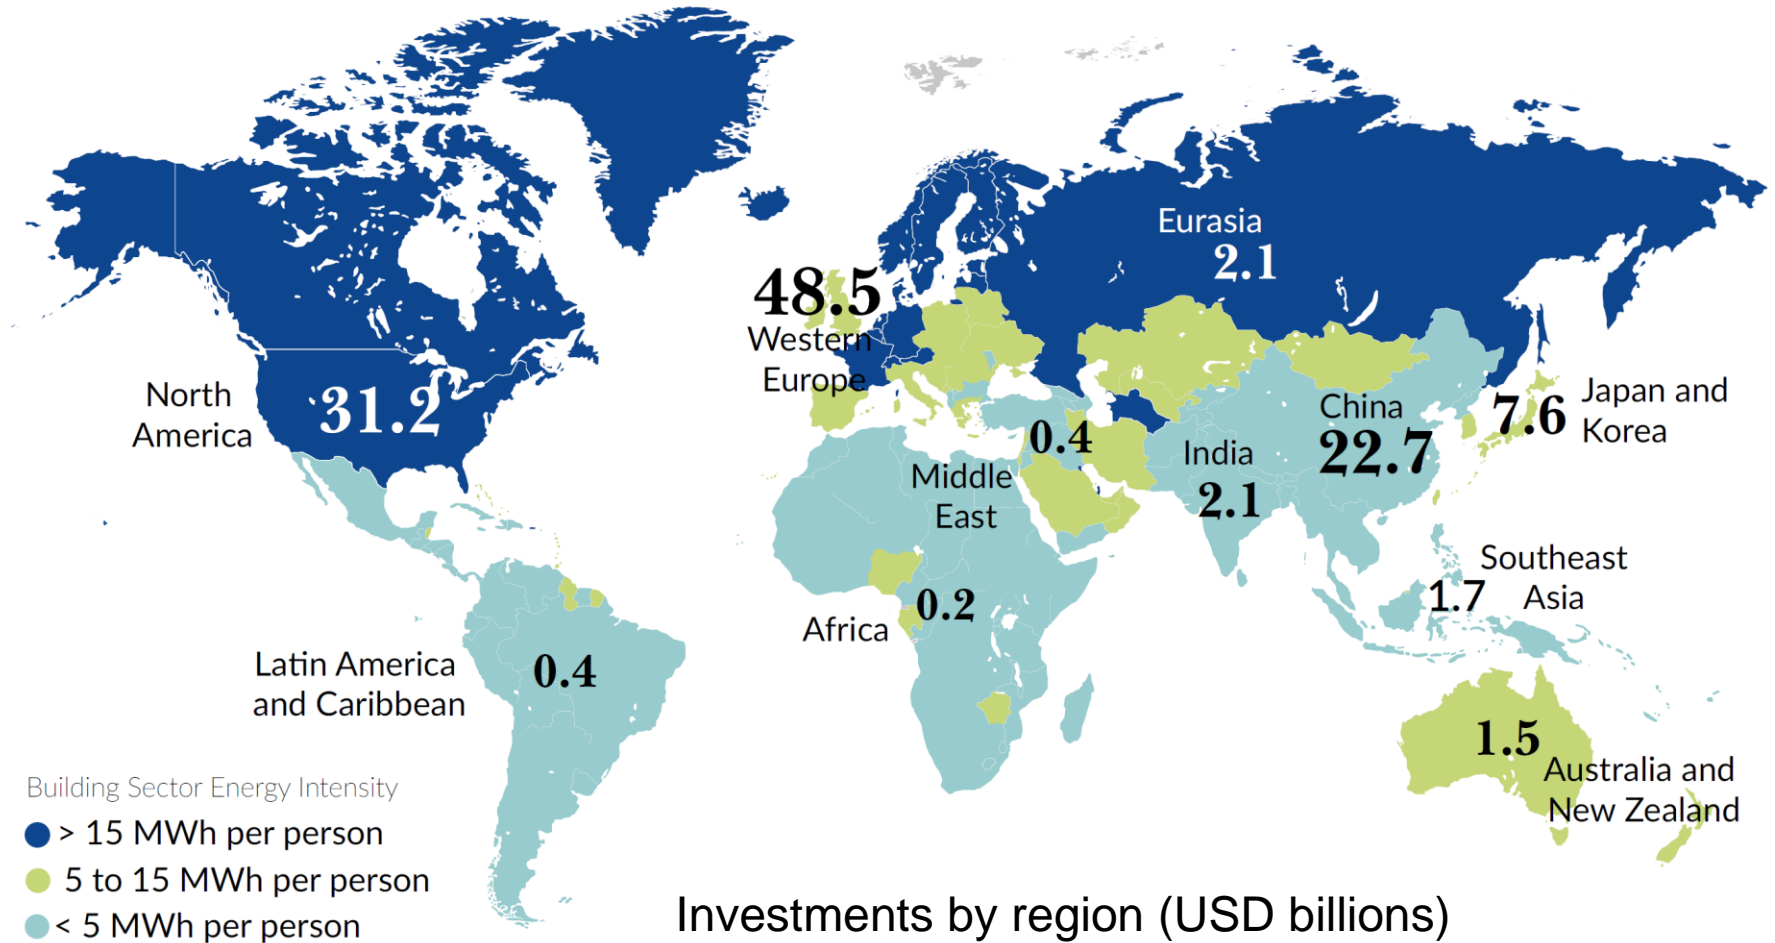 Eurasia
2.1
48.5
Western
Europe
North
America
31.2
Japan and
Korea
7.6
China
22.7
India
2.1
0.4
Middle
East
Southeast
Asia
1.7
Africa
0.2
Latin America
and Caribbean
0.4
1.5
Australia and
New Zealand
Building Sector Energy Intensity
> 15 MWh per person
5 to 15 MWh per person
< 5 MWh per person
Investments by region (USD billions)